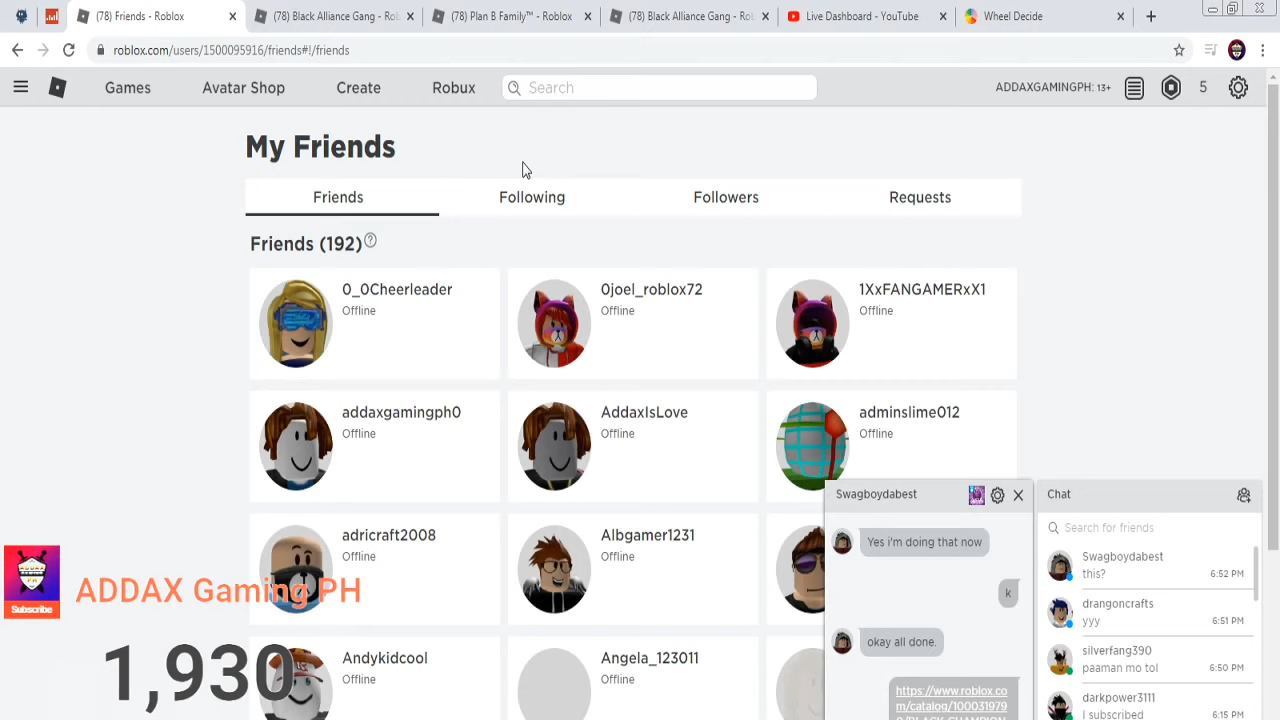 (78) Friends - Roblox
(78) Black Alliance Gang - Ro
(78) Plan B Family™ - Roblox
(78) Black Alliance Gang - Ro
Live Dashboard - YouTube
Wheel Decide
roblox.com/users/1500095916/friends#!/friends
Games
Avatar Shop
Create
Robux
Search
ADDAXGAMINGPH: 13+
5
My Friends
Friends
Following
Followers
Requests
Friends (192)
0_0Cheerleader
Offline
0joel_roblox72
Offline
1XxFANGAMERxX1
Offline
addaxgamingph0
Offline
AddaxIsLove
Offline
adminslime012
Offline
adricraft2008
Offline
Albgamer1231
Offline
Andykidcool
Offline
Angela_123011
Offline
Swagboydabest
Yes i'm doing that now
k
okay all done.
https://www.roblox.co
m/catalog/100031979
Chat
Search for friends
Swagboydabest
this?
6:52 PM
drangoncrafts
yyy
6:51 PM
silverfang390
paaman mo tol
6:50 PM
darkpower3111
I subscribed
6:15 PM
Subscribe
ADDAX Gaming PH
1,930